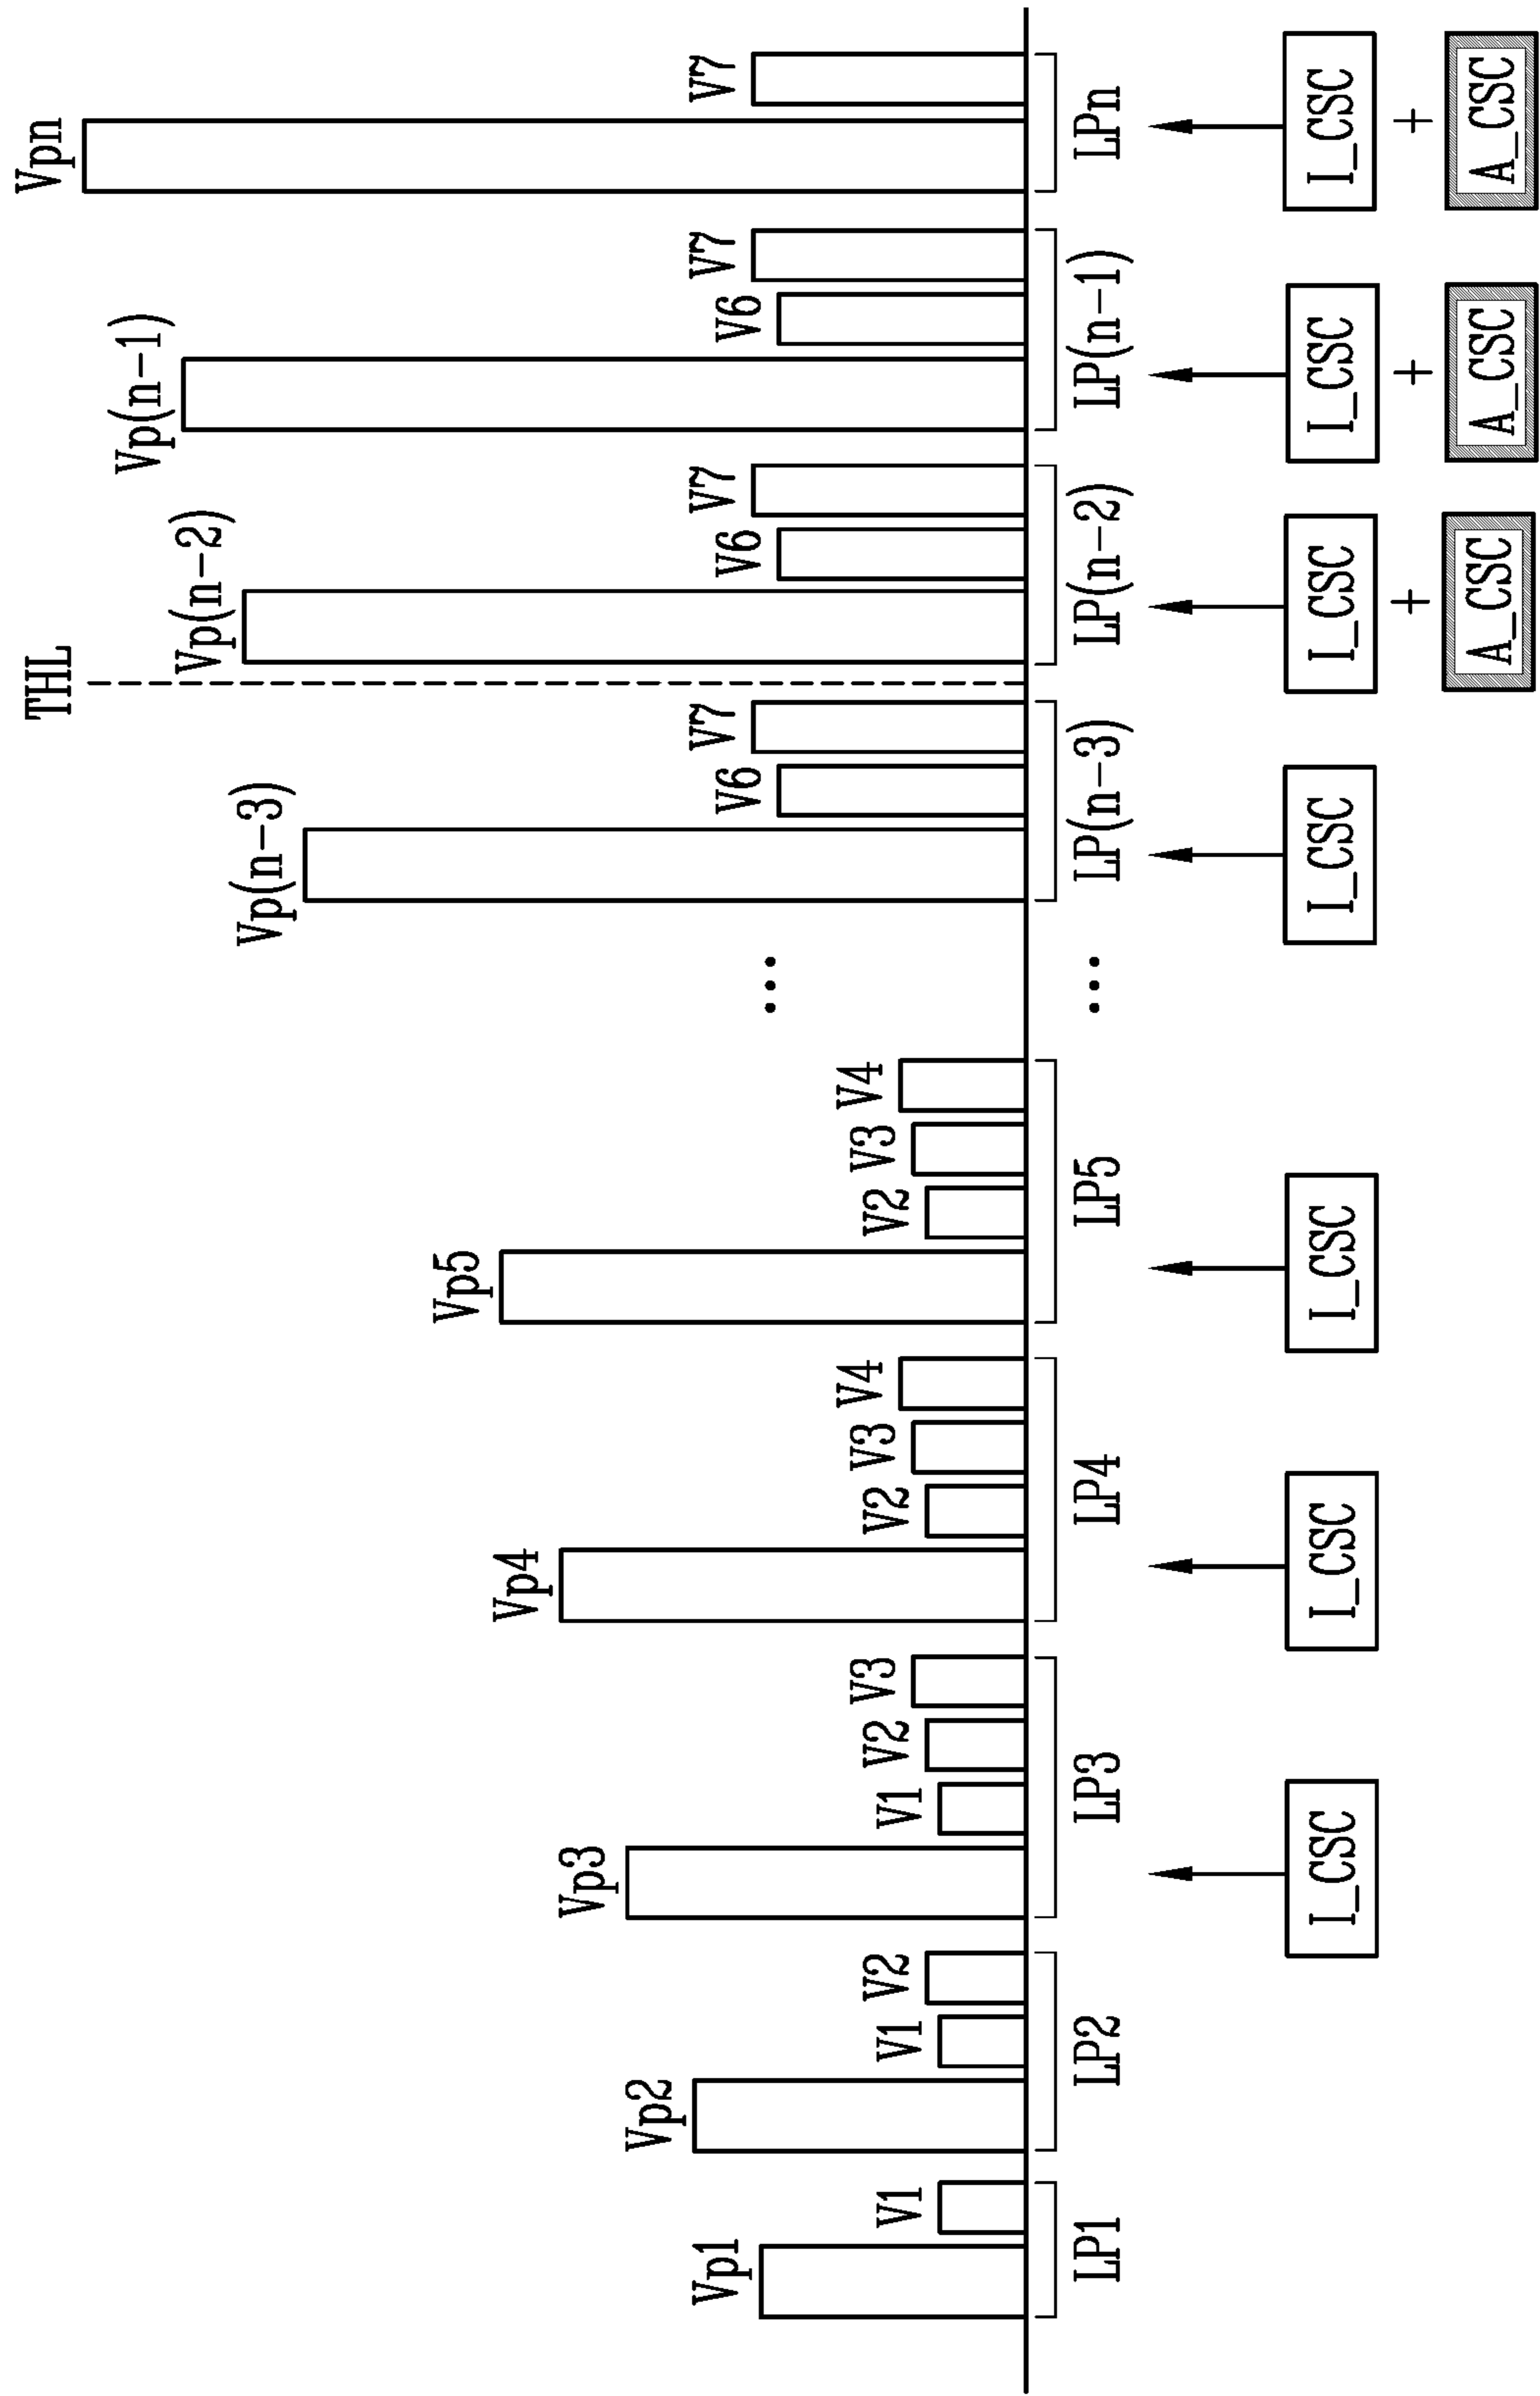 THL
Vp1 V1 Vp2 V1 V2 Vp3 V1 V2 V3 Vp4 V2 V3 V4 Vp5 V2 V3 V4 ... Vp(n-3) V6 V7 Vp(n-2) V6 V7 Vp(n-1) V6 V7 Vpn V7
LP1 LP2 LP3 LP4 LP5 ... LP(n-3) LP(n-2) LP(n-1) LPn
I_CSC I_CSC I_CSC I_CSC I_CSC I_CSC I_CSC
+ + +
A_CSC A_CSC A_CSC